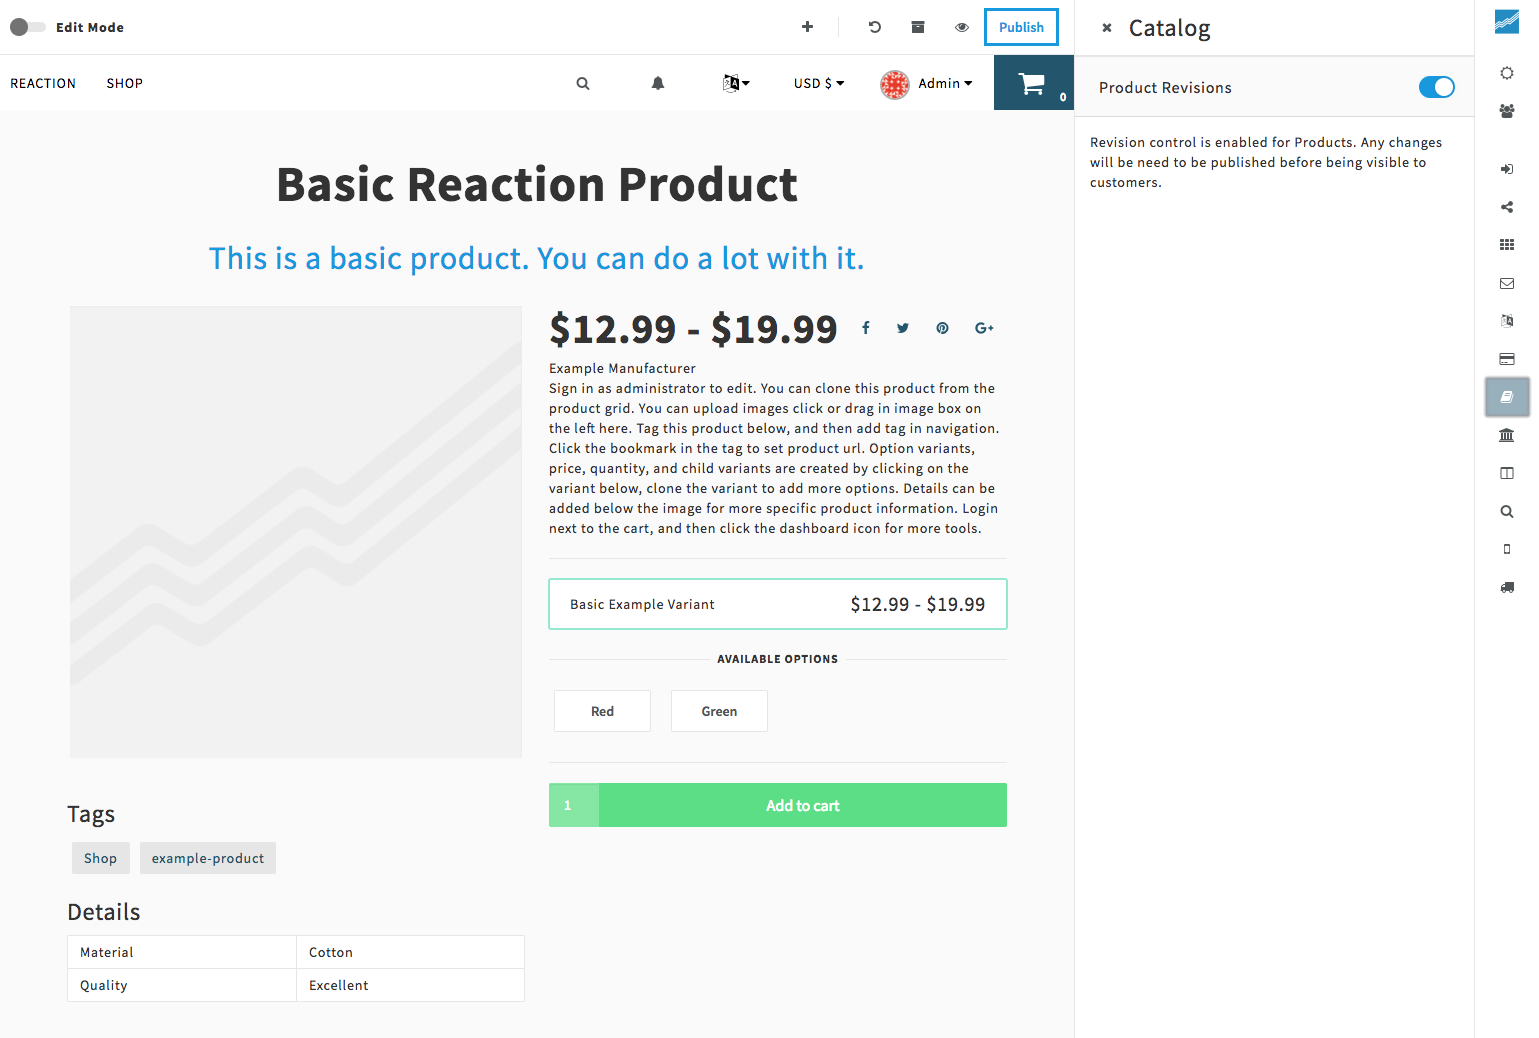 Edit Mode
Publish
Catalog
REACTION SHOP
USD $
Admin
0
Product Revisions
Revision control is enabled for Products. Any changes
will be need to be published before being visible to
customers.
Basic Reaction Product
This is a basic product. You can do a lot with it.
$12.99 - $19.99
Example Manufacturer
Sign in as administrator to edit. You can clone this product from the
product grid. You can upload images click or drag in image box on
the left here. Tag this product below, and then add tag in navigation.
Click the bookmark in the tag to set product url. Option variants,
price, quantity, and child variants are created by clicking on the
variant below, clone the variant to add more options. Details can be
added below the image for more specific product information. Login
next to the cart, and then click the dashboard icon for more tools.
Basic Example Variant $12.99 - $19.99
AVAILABLE OPTIONS
Red Green
1 Add to cart
Tags
Shop example-product
Details
Material Cotton
Quality Excellent